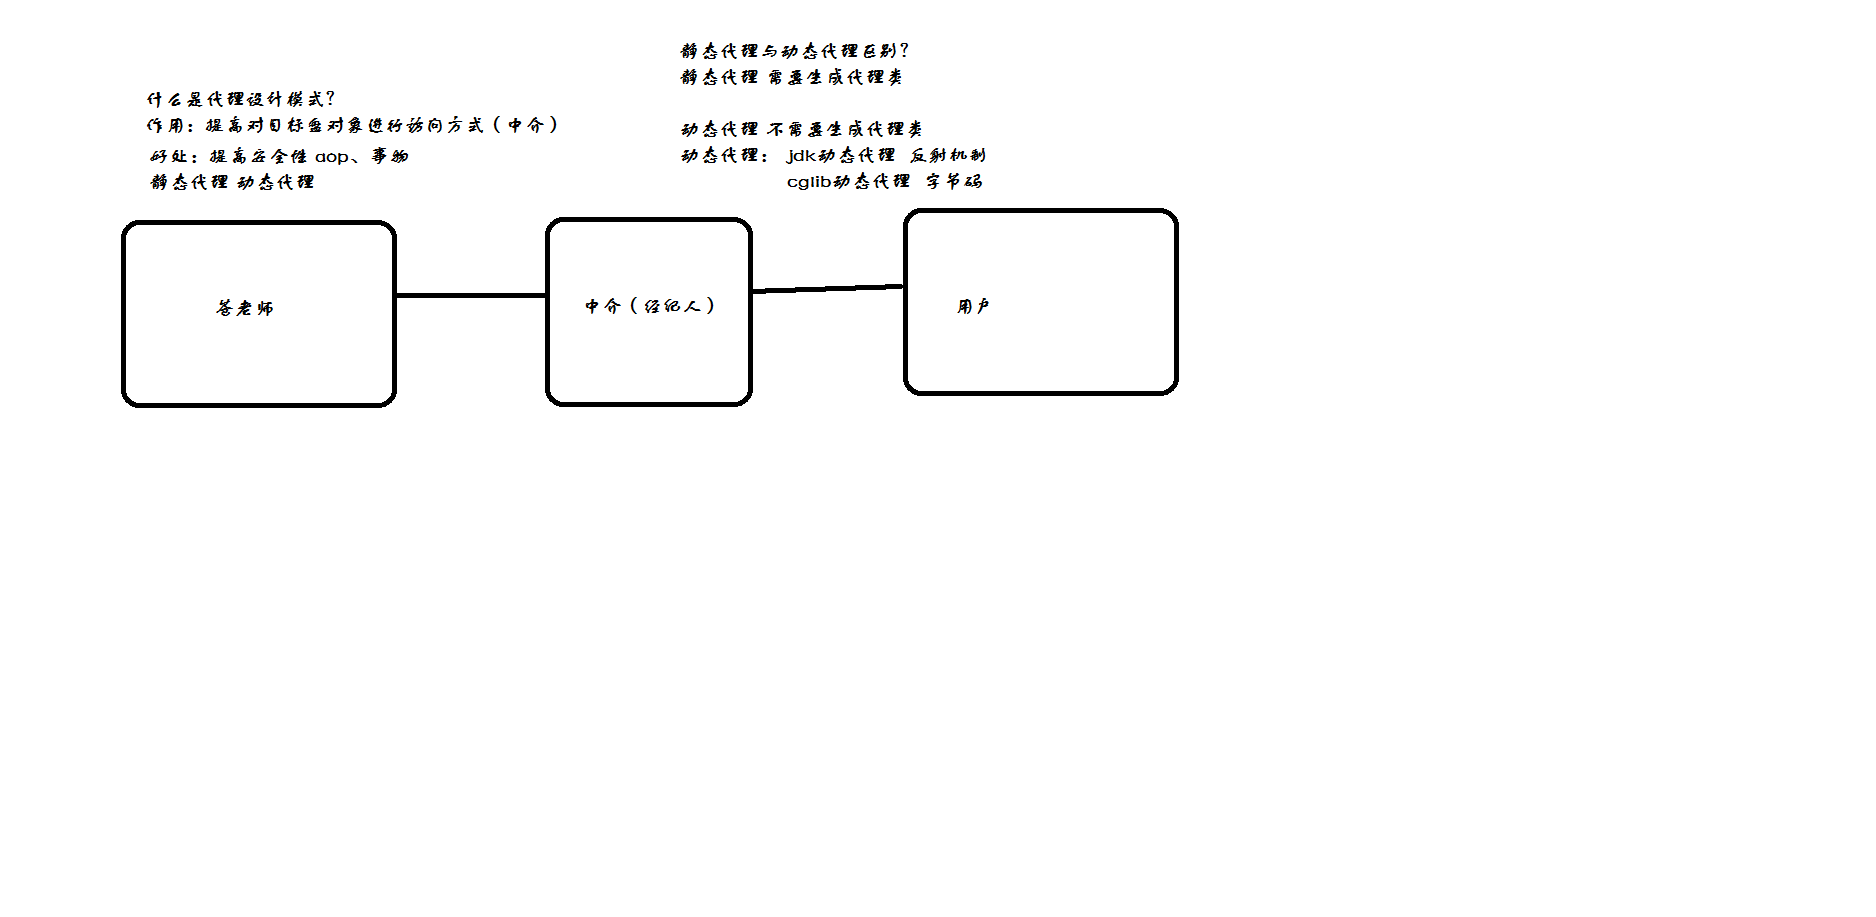 什么是代理设计模式？
作用：提高对目标盘对象进行访问方式（中介）
好处：提高安全性 aop、事物
静态代理 动态代理
静态代理与动态代理区别？
静态代理 需要生成代理类
动态代理 不需要生成代理类
动态代理： jdk动态代理 反射机制
cglib动态代理 字节码
答老师
中介（经纪人）
用户